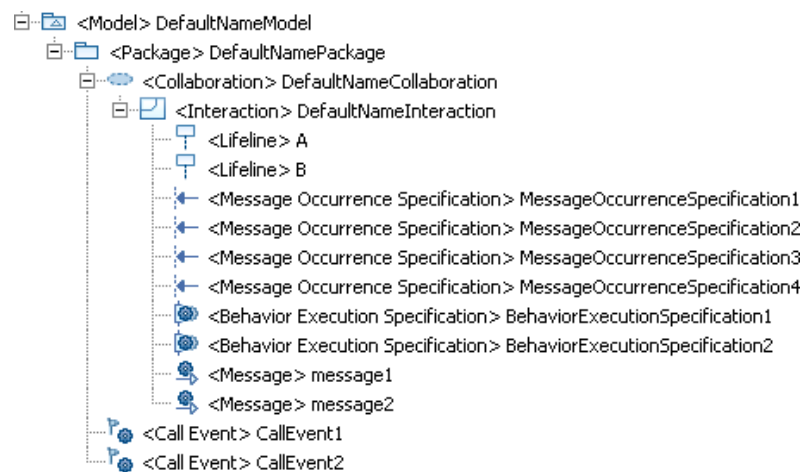 <Model> DefaultNameModel
<Package> DefaultNamePackage
<Collaboration> DefaultNameCollaboration
<Interaction> DefaultNameInteraction
<Lifeline> A
<Lifeline> B
<Message Occurrence Specification> MessageOccurrenceSpecification1
<Message Occurrence Specification> MessageOccurrenceSpecification2
<Message Occurrence Specification> MessageOccurrenceSpecification3
<Message Occurrence Specification> MessageOccurrenceSpecification4
<Behavior Execution Specification> BehaviorExecutionSpecification1
<Behavior Execution Specification> BehaviorExecutionSpecification2
<Message> message1
<Message> message2
<Call Event> CallEvent1
<Call Event> CallEvent2